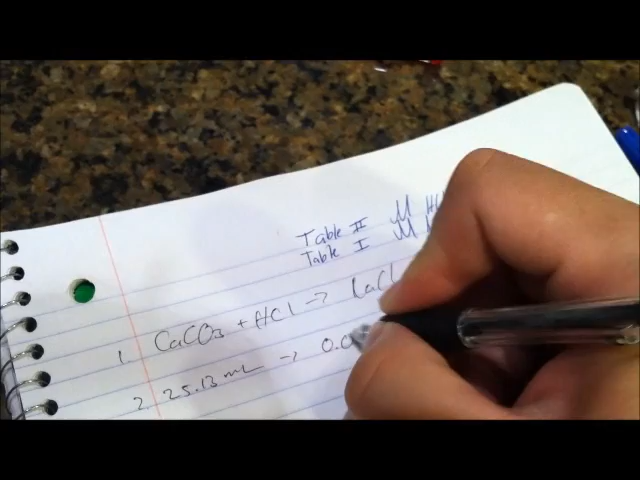 Table II M
Table I M
1. CaCO3 + HCl → CaCl
2. 25.13 mL → 0.0